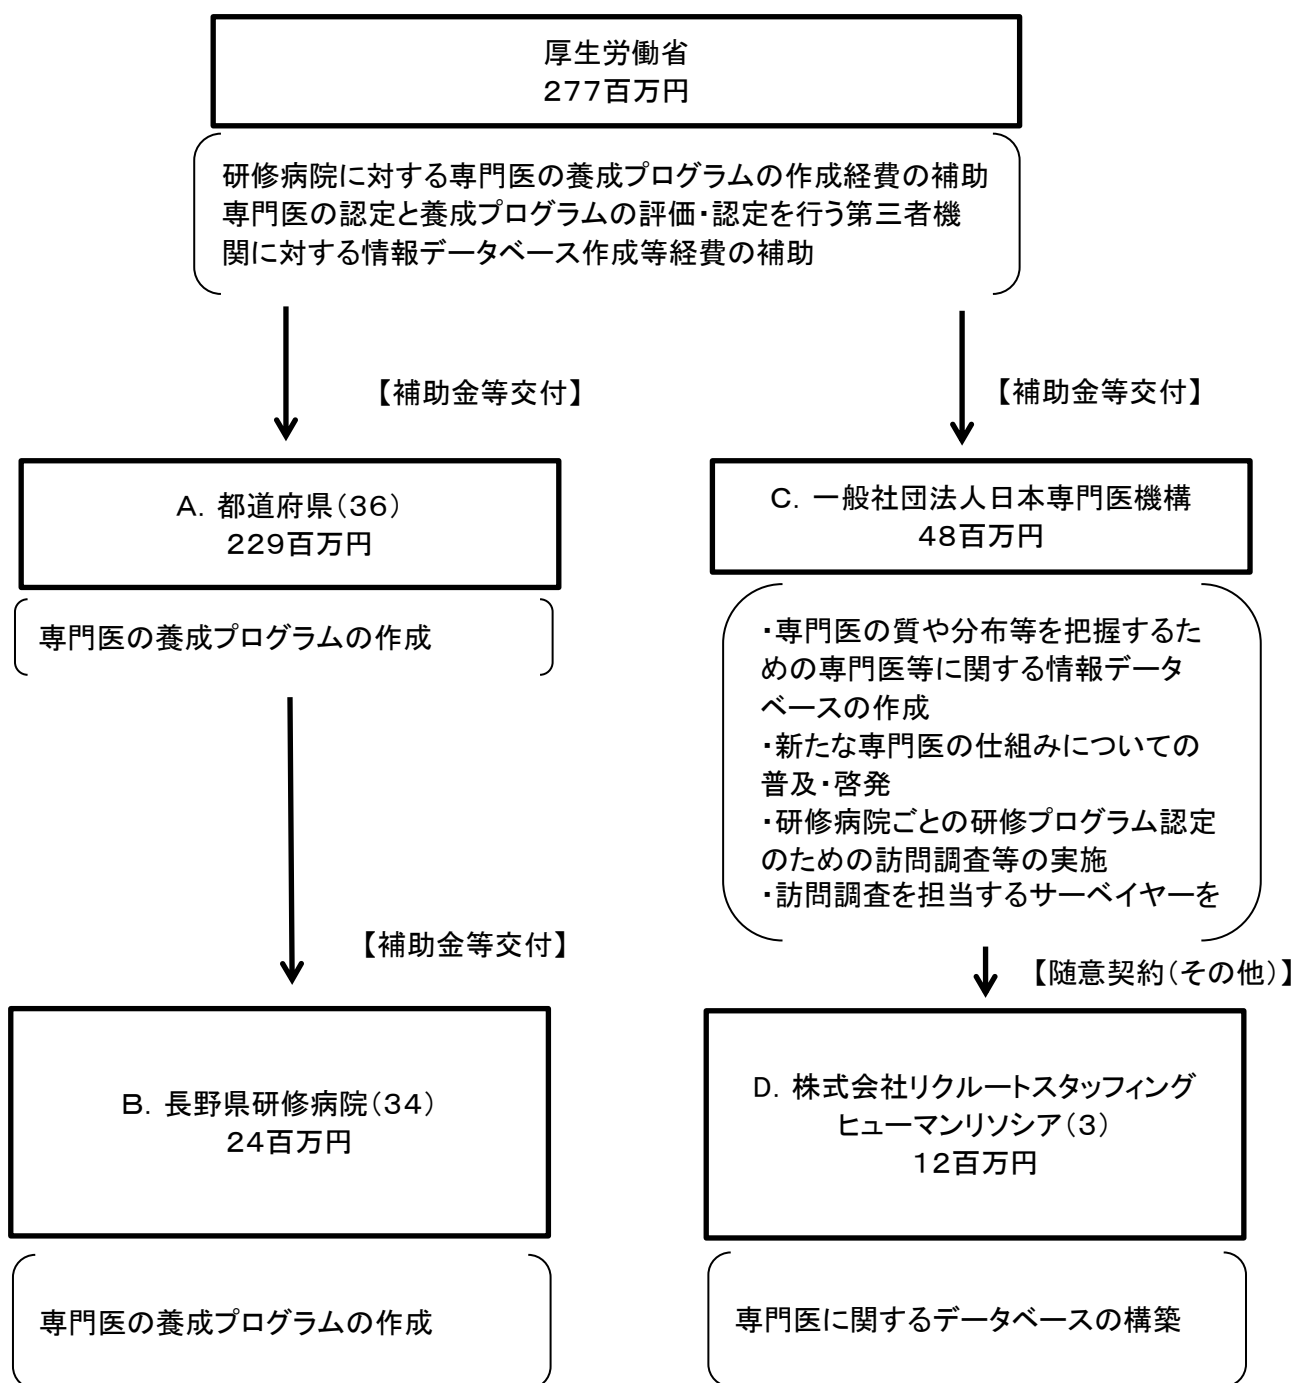 厚生労働省
277百万円
研修病院に対する専門医の養成プログラムの作成経費の補助
専門医の認定と養成プログラムの評価・認定を行う第三者機
関に対する情報データベース作成等経費の補助
【補助金等交付】
【補助金等交付】
A. 都道府県(36)
229百万円
C. 一般社団法人日本専門医機構
48百万円
専門医の養成プログラムの作成
・専門医の質や分布等を把握するた
めの専門医等に関する情報データ
ベースの作成
・新たな専門医の仕組みについての
普及・啓発
・研修病院ごとの研修プログラム認定
のための訪問調査等の実施
・訪問調査を担当するサーベイヤーを
【補助金等交付】
【随意契約(その他)】
B. 長野県研修病院(34)
24百万円
D. 株式会社リクルートスタッフィング
ヒューマンリソシア(3)
12百万円
専門医の養成プログラムの作成
専門医に関するデータベースの構築